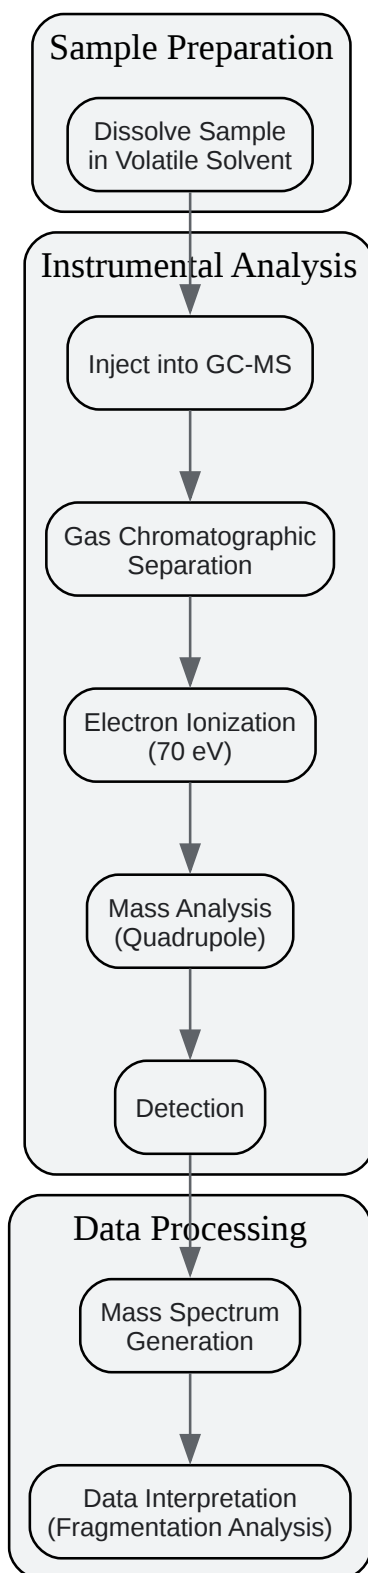 Sample Preparation
Dissolve Sample
in Volatile Solvent
Instrumental Analysis
Inject into GC-MS
Gas Chromatographic
Separation
Electron Ionization
(70 eV)
Mass Analysis
(Quadrupole)
Detection
Data Processing
Mass Spectrum
Generation
Data Interpretation
(Fragmentation Analysis)